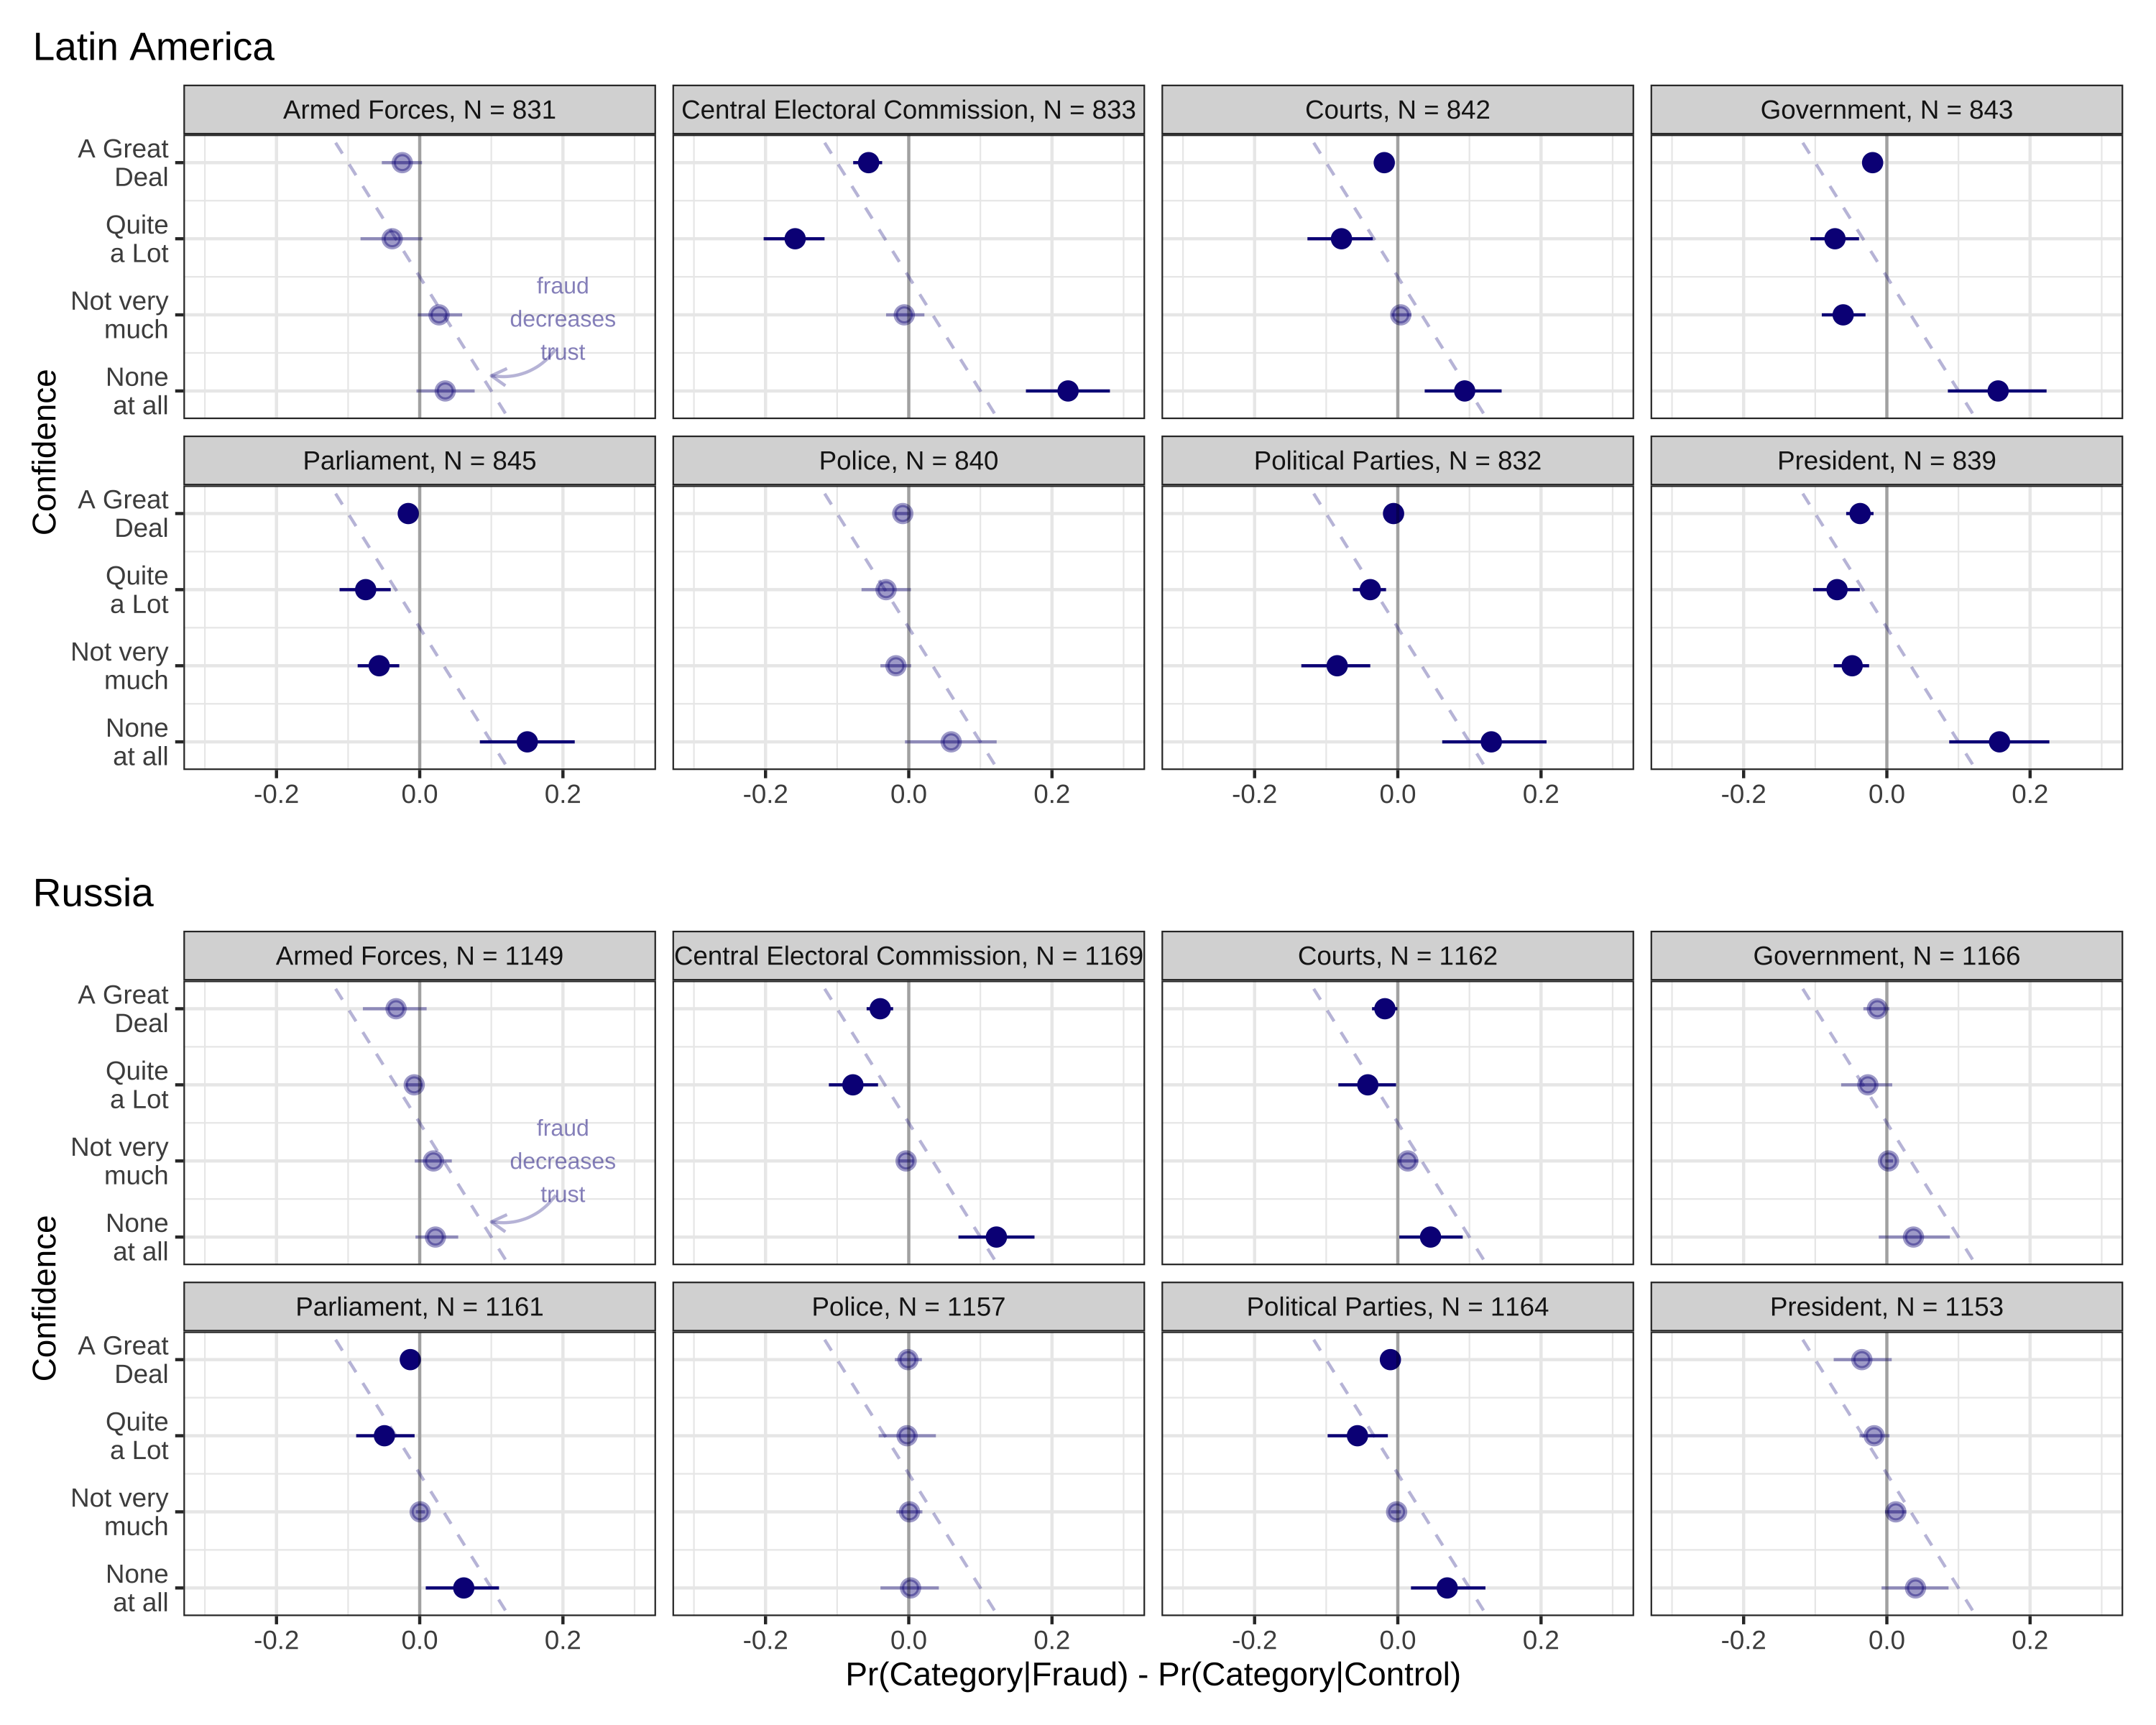 Latin America
Armed Forces, N = 831
Central Electoral Commission, N = 833
Courts, N = 842
Government, N = 843
A Great
Deal
Quite
a Lot
Not very
much
None
at all
fraud
decreases
trust
Confidence
Parliament, N = 845
Police, N = 840
Political Parties, N = 832
President, N = 839
A Great
Deal
Quite
a Lot
Not very
much
None
at all
-0.2 0.0 0.2
-0.2 0.0 0.2
-0.2 0.0 0.2
-0.2 0.0 0.2
Russia
Armed Forces, N = 1149
Central Electoral Commission, N = 1169
Courts, N = 1162
Government, N = 1166
A Great
Deal
Quite
a Lot
Not very
much
None
at all
fraud
decreases
trust
Confidence
Parliament, N = 1161
Police, N = 1157
Political Parties, N = 1164
President, N = 1153
A Great
Deal
Quite
a Lot
Not very
much
None
at all
-0.2 0.0 0.2
-0.2 0.0 0.2
-0.2 0.0 0.2
-0.2 0.0 0.2
Pr(Category|Fraud) - Pr(Category|Control)